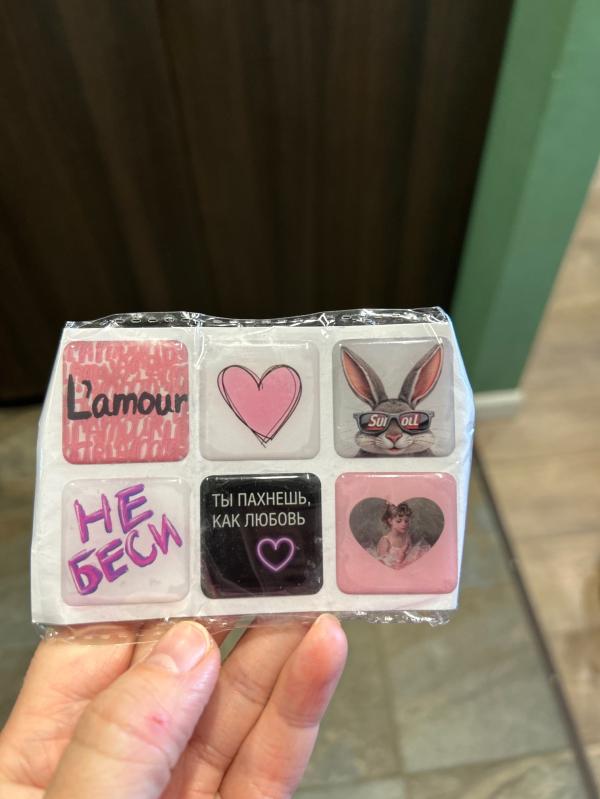 L'amour
НЕ
БЕСИ
ТЫ ПАХНЕШЬ,
КАК ЛЮБОВЬ